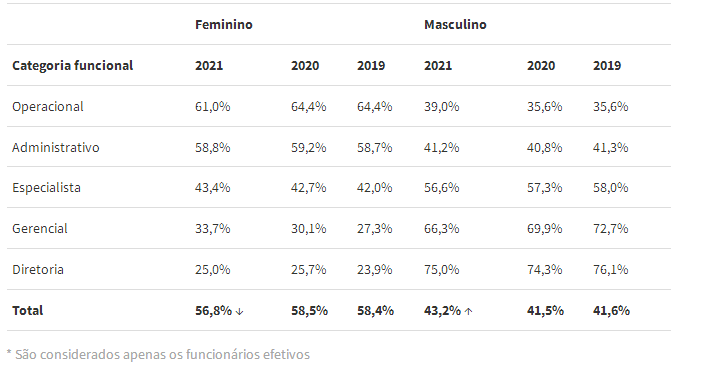 Feminino Masculino
Categoria funcional 2021 2020 2019 2021 2020 2019
Operacional 61,0% 64,4% 64,4% 39,0% 35,6% 35,6%
Administrativo 58,8% 59,2% 58,7% 41,2% 40,8% 41,3%
Especialista 43,4% 42,7% 42,0% 56,6% 57,3% 58,0%
Gerencial 33,7% 30,1% 27,3% 66,3% 69,9% 72,7%
Diretoria 25,0% 25,7% 23,9% 75,0% 74,3% 76,1%
Total 56,8% ↓ 58,5% 58,4% 43,2% ↑ 41,5% 41,6%
* São considerados apenas os funcionários efetivos